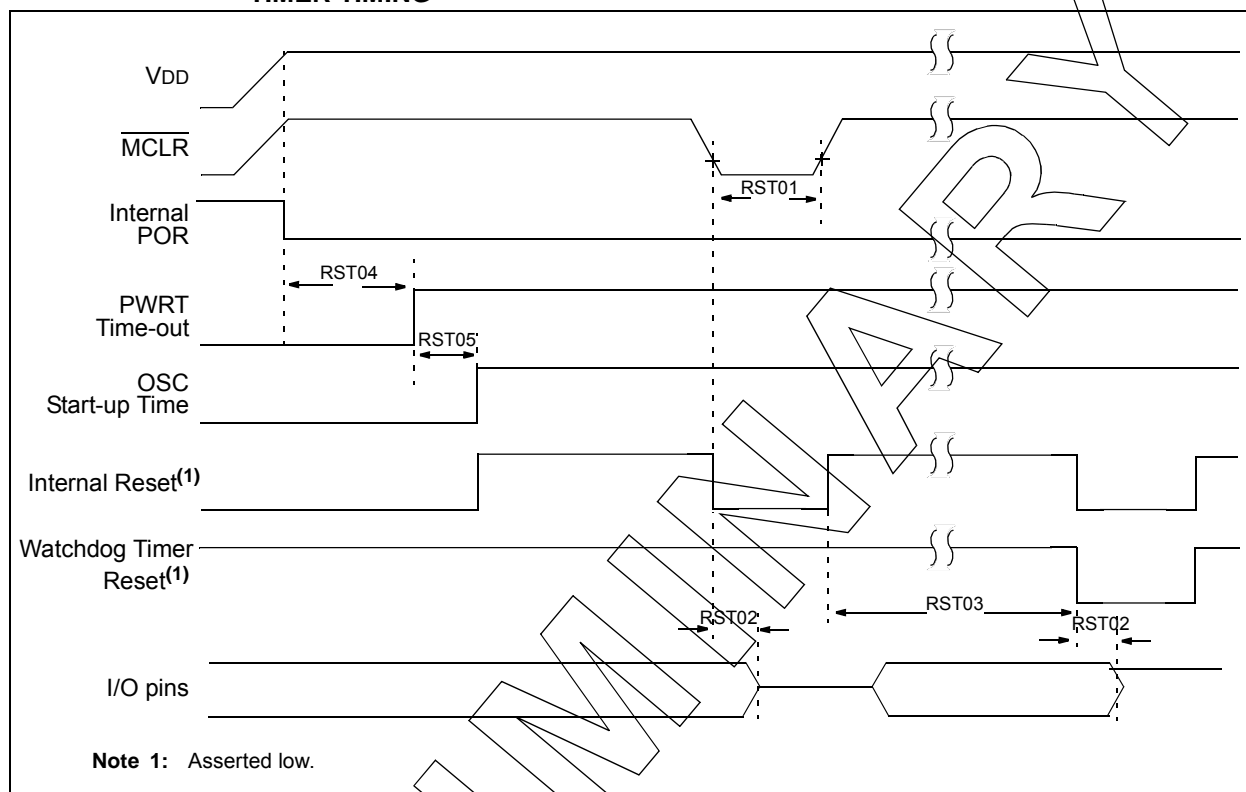 TIMER TIMING
VDD
MCLR
RST01
Internal
POR
RST04
PWRT
Time-out
RST05
OSC
Start-up Time
Internal Reset(1)
Watchdog Timer
Reset(1)
RST03
RST02
RST02
I/O pins
Note 1: Asserted low.
IMINARY